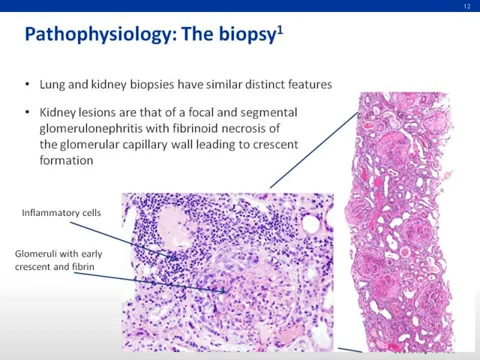 12
Pathophysiology: The biopsy1
• Lung and kidney biopsies have similar distinct features
• Kidney lesions are that of a focal and segmental
glomerulonephritis with fibrinoid necrosis of
the glomerular capillary wall leading to crescent
formation
Inflammatory cells
Glomeruli with early
crescent and fibrin